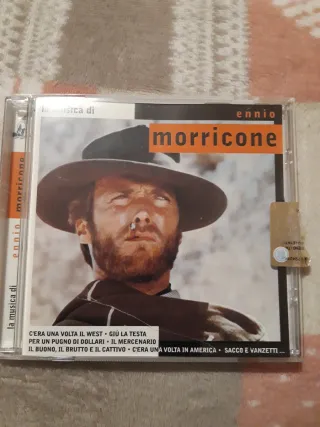 la musica di
ennio
morricone
la musica di ennio morricone
C'ERA UNA VOLTA IL WEST • GIÙ LA TESTA
PER UN PUGNO DI DOLLARI • IL MERCENARIO
IL BUONO, IL BRUTTO E IL CATTIVO • C'ERA UNA VOLTA IN AMERICA • SACCO E VANZETTI ...